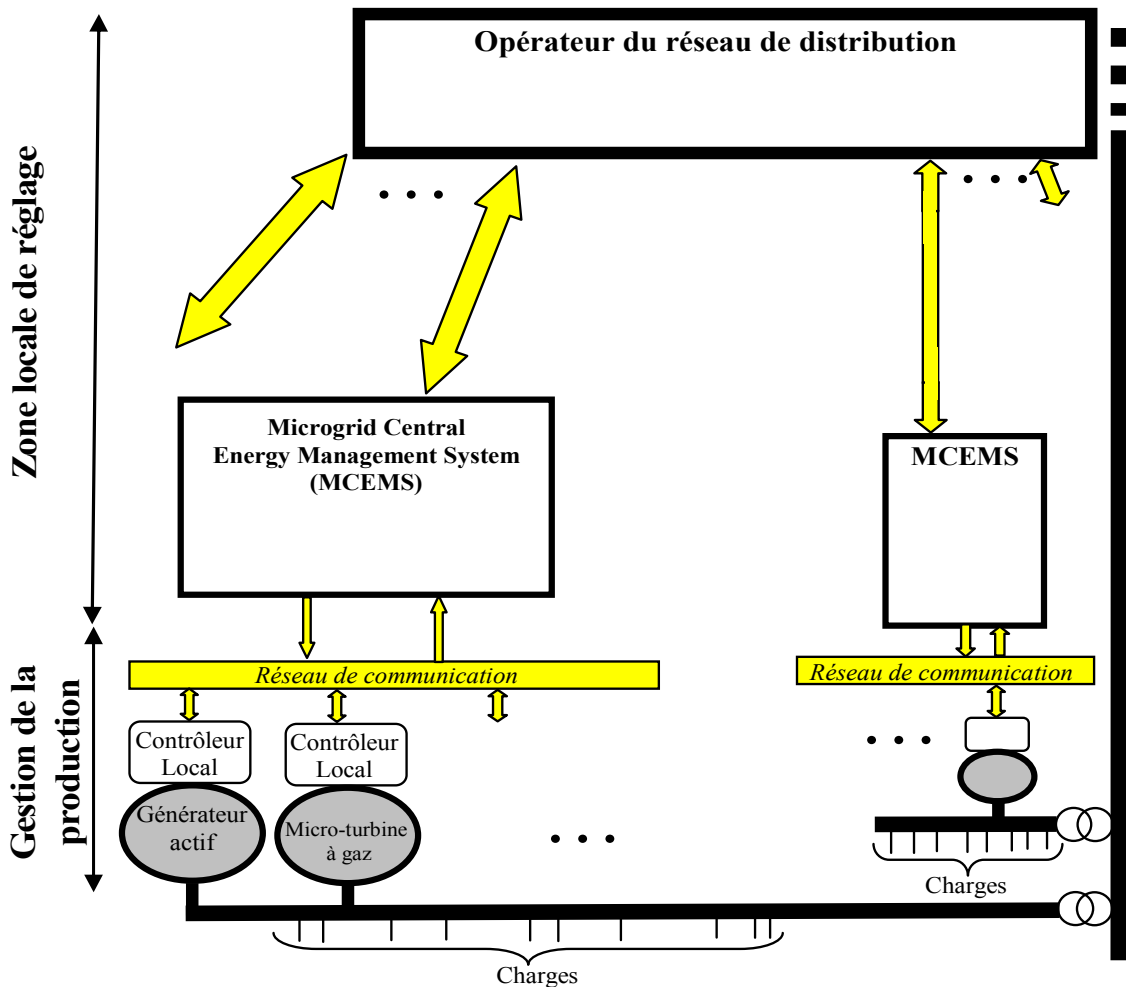 Opérateur du réseau de distribution
Zone locale de réglage
Microgrid Central
Energy Management System
(MCEMS)
MCEMS
Gestion de la
production
Réseau de communication
Réseau de communication
Contrôleur
Local
Contrôleur
Local
Générateur
actif
Micro-turbine
à gaz
Charges
Charges